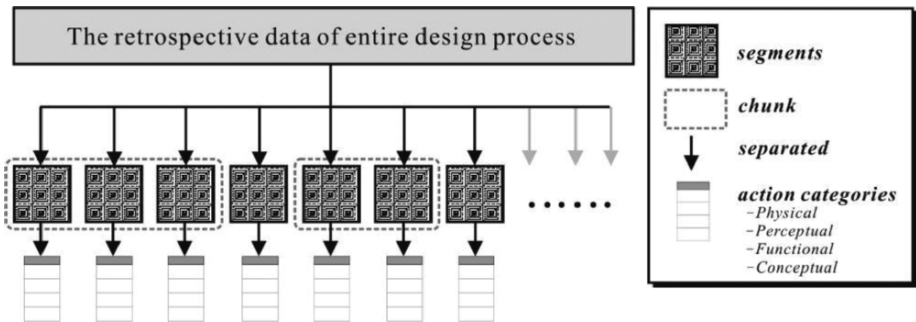 The retrospective data of entire design process
segments
chunk
separated
action categories
-Physical
-Perceptual
-Functional
-Conceptual